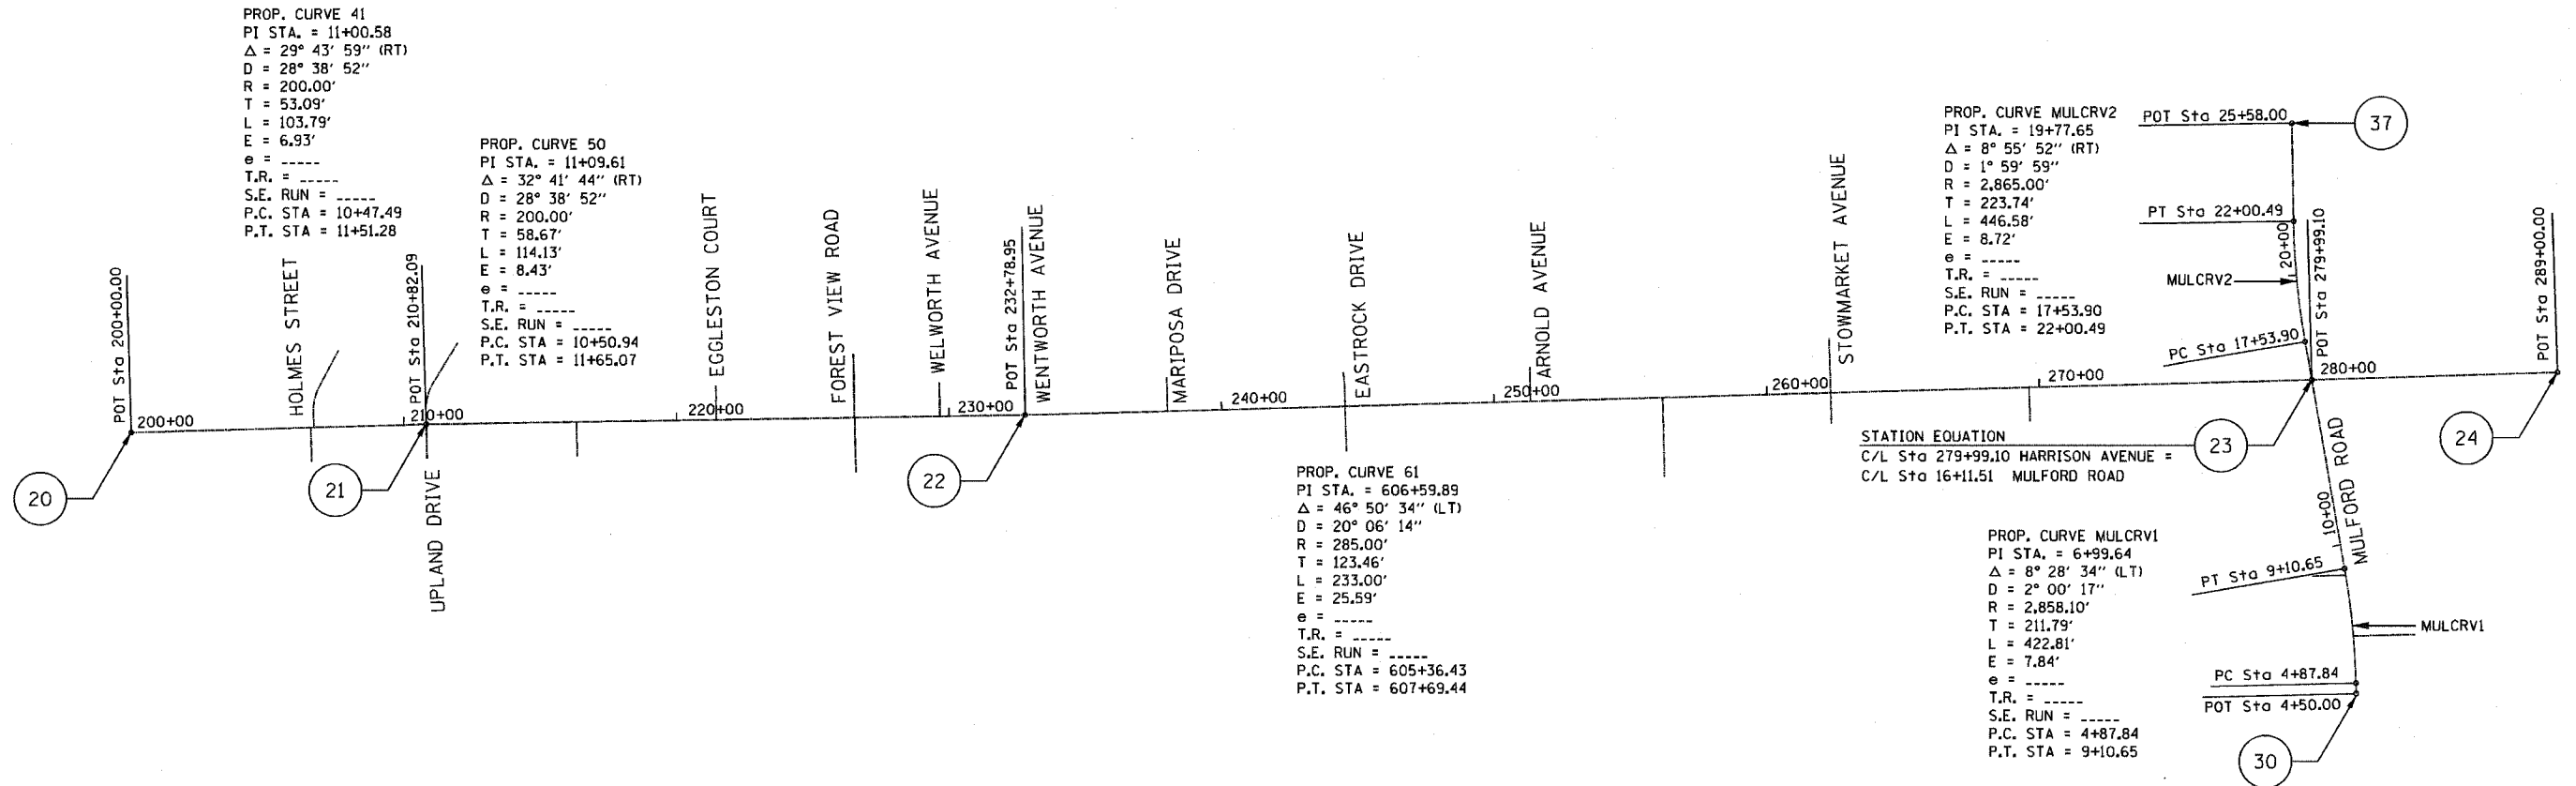 PROP. CURVE 41
PI STA. = 11+00.58
Δ = 29° 43' 59" (RT)
D = 28° 38' 52"
R = 200.00'
T = 53.09'
L = 103.79'
E = 6.93'
e = _____
T.R. = _____
S.E. RUN = _____
P.C. STA = 10+47.49
P.T. STA = 11+51.28
PROP. CURVE 50
PI STA. = 11+09.61
Δ = 32° 41' 44" (RT)
D = 28° 38' 52"
R = 200.00'
T = 58.67'
L = 114.13'
E = 8.43'
e = _____
T.R. = _____
S.E. RUN = _____
P.C. STA = 10+50.94
P.T. STA = 11+65.07
PROP. CURVE MULCRV2
PI STA. = 19+77.65
Δ = 8° 55' 52" (RT)
D = 1° 59' 59"
R = 2,865.00'
T = 223.74'
L = 446.58'
E = 8.72'
e = _____
T.R. = _____
S.E. RUN = _____
P.C. STA = 17+53.90
P.T. STA = 22+00.49
POT Sta 25+58.00
37
PT Sta 22+00.49
20+00
MULCRV2
PC Sta 17+53.90
POT Sta 279+99.10
POT Sta 289+00.00
POT Sta 200+00.00
HOLMES STREET
POT Sta 210+82.09
EGGLESTON COURT
FOREST VIEW ROAD
WELWORTH AVENUE
POT Sta 232+78.95
WENTWORTH AVENUE
MARIPOSA DRIVE
EASTROCK DRIVE
ARNOLD AVENUE
STOWMARKET AVENUE
200+00
210+00
220+00
230+00
240+00
250+00
260+00
270+00
280+00
20
21
22
23
24
UPLAND DRIVE
STATION EQUATION
C/L Sta 279+99.10 HARRISON AVENUE =
C/L Sta 16+11.51 MULFORD ROAD
PROP. CURVE 61
PI STA. = 606+59.89
Δ = 46° 50' 34" (LT)
D = 20° 06' 14"
R = 285.00'
T = 123.46'
L = 233.00'
E = 25.59'
e = _____
T.R. = _____
S.E. RUN = _____
P.C. STA = 605+36.43
P.T. STA = 607+69.44
PROP. CURVE MULCRV1
PI STA. = 6+99.64
Δ = 8° 28' 34" (LT)
D = 2° 00' 17"
R = 2,858.10'
T = 211.79'
L = 422.81'
E = 7.84'
e = _____
T.R. = _____
S.E. RUN = _____
P.C. STA = 4+87.84
P.T. STA = 9+10.65
10+00
MULFORD ROAD
PT Sta 9+10.65
MULCRV1
PC Sta 4+87.84
POT Sta 4+50.00
30